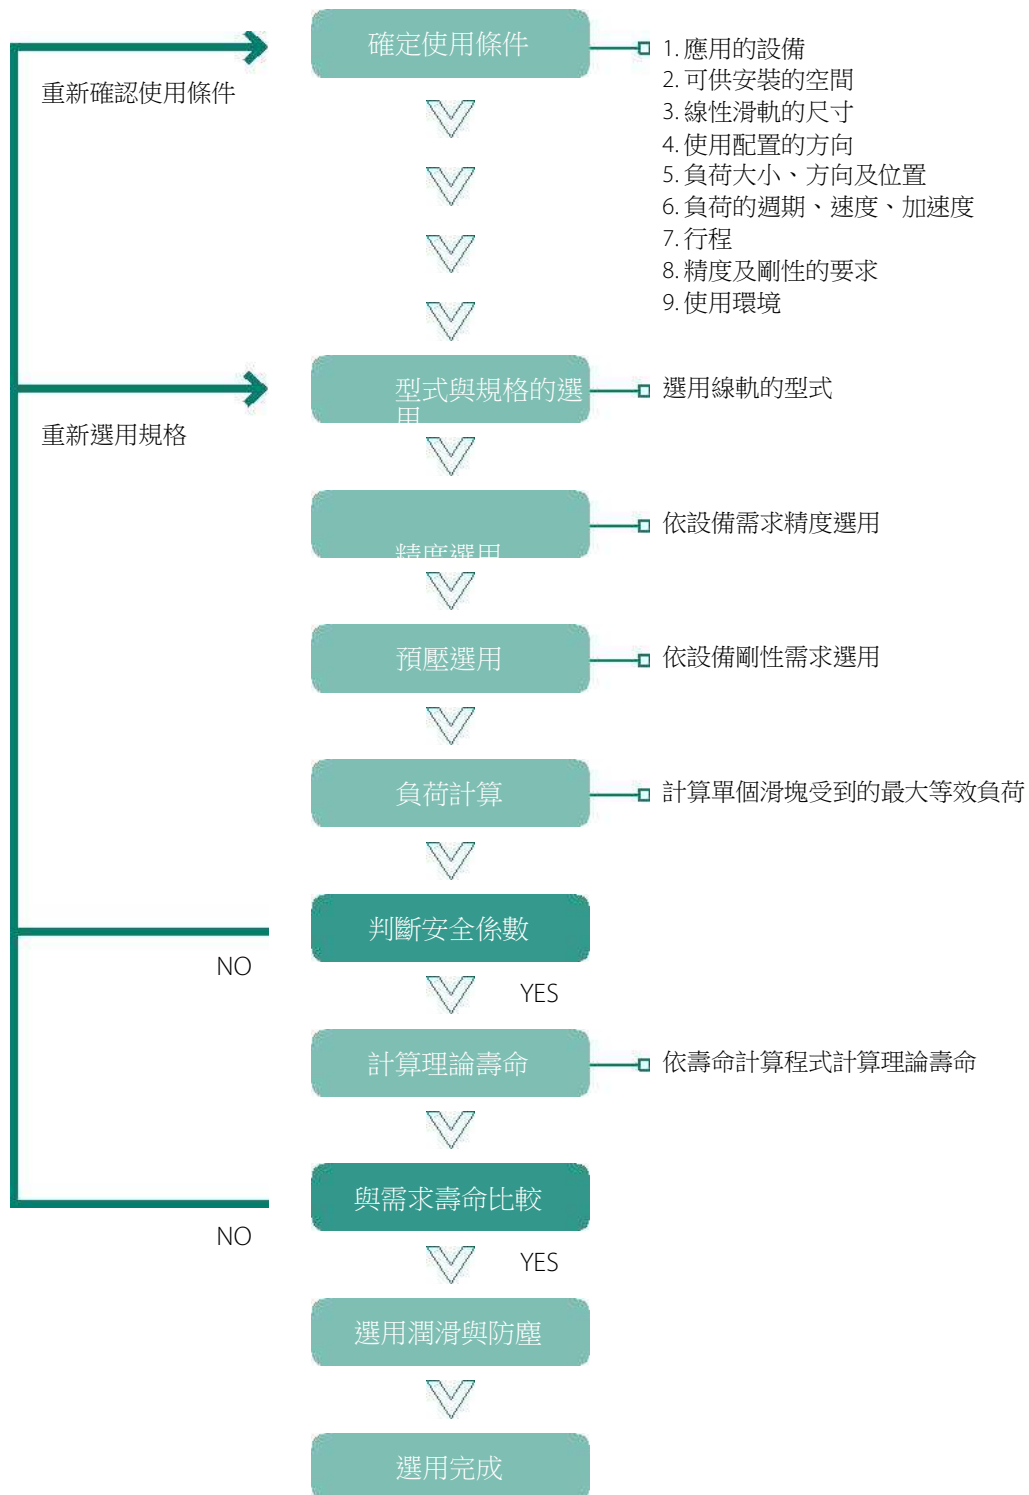 確定使用條件
1. 應用的設備
2. 可供安裝的空間
3. 線性滑軌的尺寸
4. 使用配置的方向
5. 負荷大小、方向及位置
6. 負荷的週期、速度、加速度
7. 行程
8. 精度及剛性的要求
9. 使用環境
重新確認使用條件
型式與規格的選
用
選用線軌的型式
重新選用規格
精度選用
依設備需求精度選用
預壓選用
依設備剛性需求選用
負荷計算
計算單個滑塊受到的最大等效負荷
判斷安全係數
NO
YES
計算理論壽命
依壽命計算程式計算理論壽命
與需求壽命比較
NO
YES
選用潤滑與防塵
選用完成